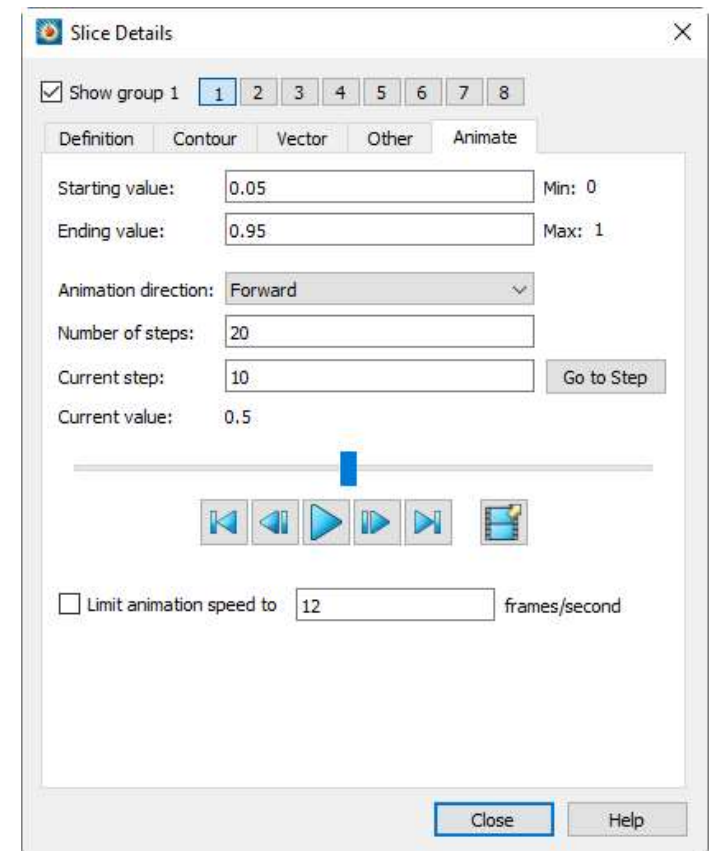 Slice Details
Show group 1 1 2 3 4 5 6 7 8
Definition Contour Vector Other Animate
Starting value: 0.05 Min: 0
Ending value: 0.95 Max: 1
Animation direction: Forward
Number of steps: 20
Current step: 10 Go to Step
Current value: 0.5
Limit animation speed to 12 frames/second
Close Help